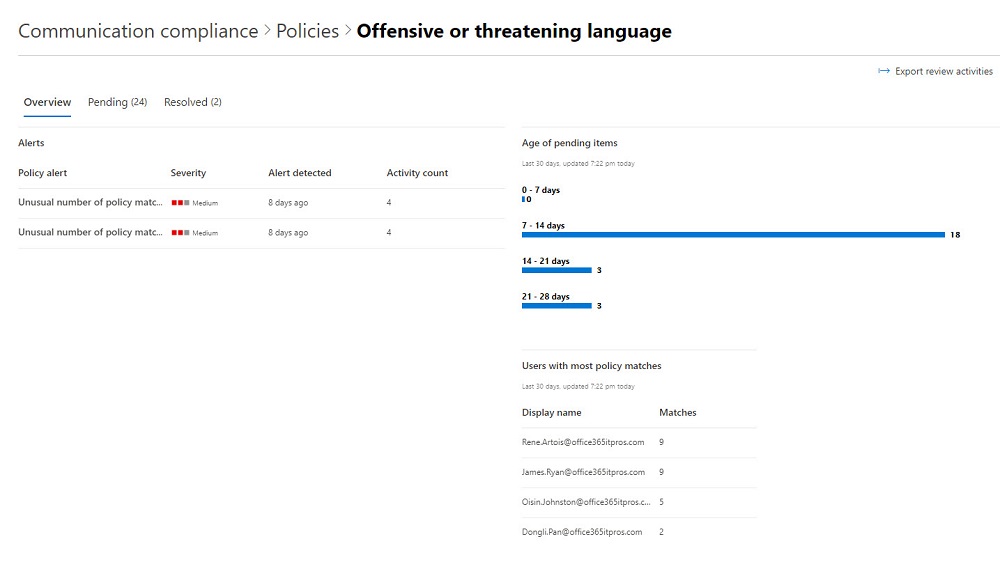 Communication compliance > Policies > Offensive or threatening language
Export review activities
Overview Pending (24) Resolved (2)
Alerts
Policy alert Severity Alert detected Activity count
Unusual number of policy matc... Medium 8 days ago 4
Unusual number of policy matc... Medium 8 days ago 4
Age of pending items
Last 30 days, updated 7:22 pm today
0 - 7 days
0
7 - 14 days
18
14 - 21 days
3
21 - 28 days
3
Users with most policy matches
Last 30 days, updated 7:22 pm today
Display name Matches
Rene.Artois@office365itpros.com 9
James.Ryan@office365itpros.com 9
Oisin.Johnston@office365itpros.c... 5
Dongli.Pan@office365itpros.com 2